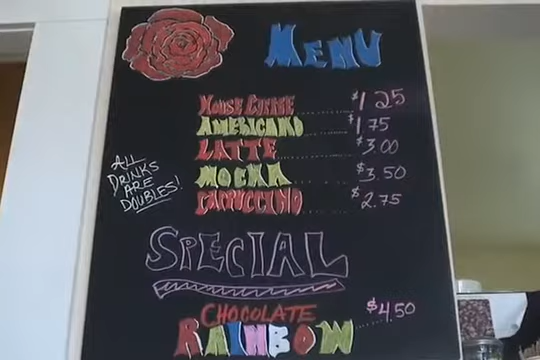 MENU
HOUSE COFFEE $1.25
AMERICANO $1.75
LATTE $3.00
MOCHA $3.50
CAPPUCCINO $2.75
ALL
DRINKS
ARE
DOUBLES!
SPECIAL
CHOCOLATE
RAINBOW $4.50